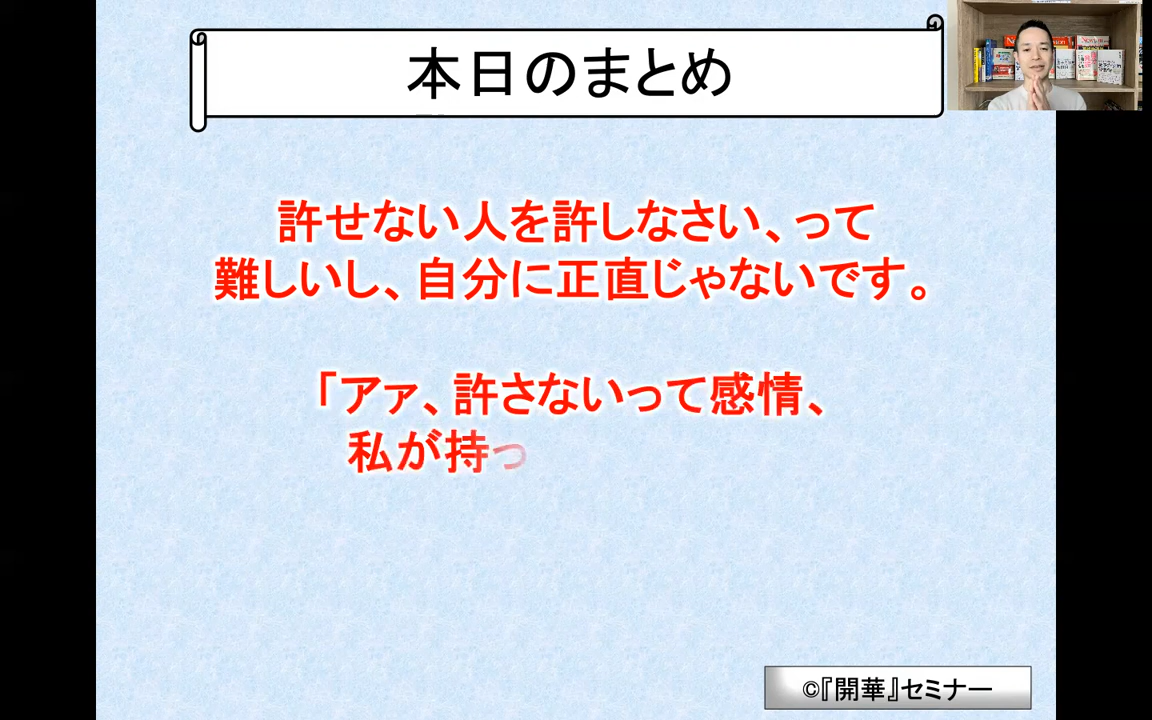 本日のまとめ
許せない人を許しなさい、って
難しいし、自分に正直じゃないです。
「アァ、許さないって感情、
私が持っ
©『開華』セミナー